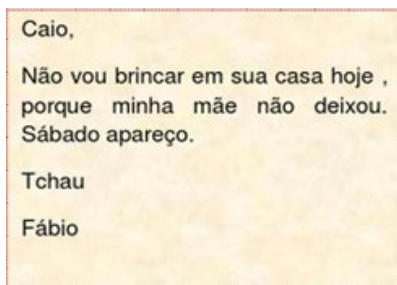 Caio,
Não vou brincar em sua casa hoje ,
porque minha mãe não deixou.
Sábado apareço.
Tchau
Fábio